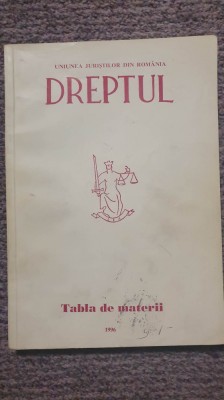 UNIUNEA JURIȘTILOR DIN ROMÂNIA
DREPTUL
Tabla de materii
1996